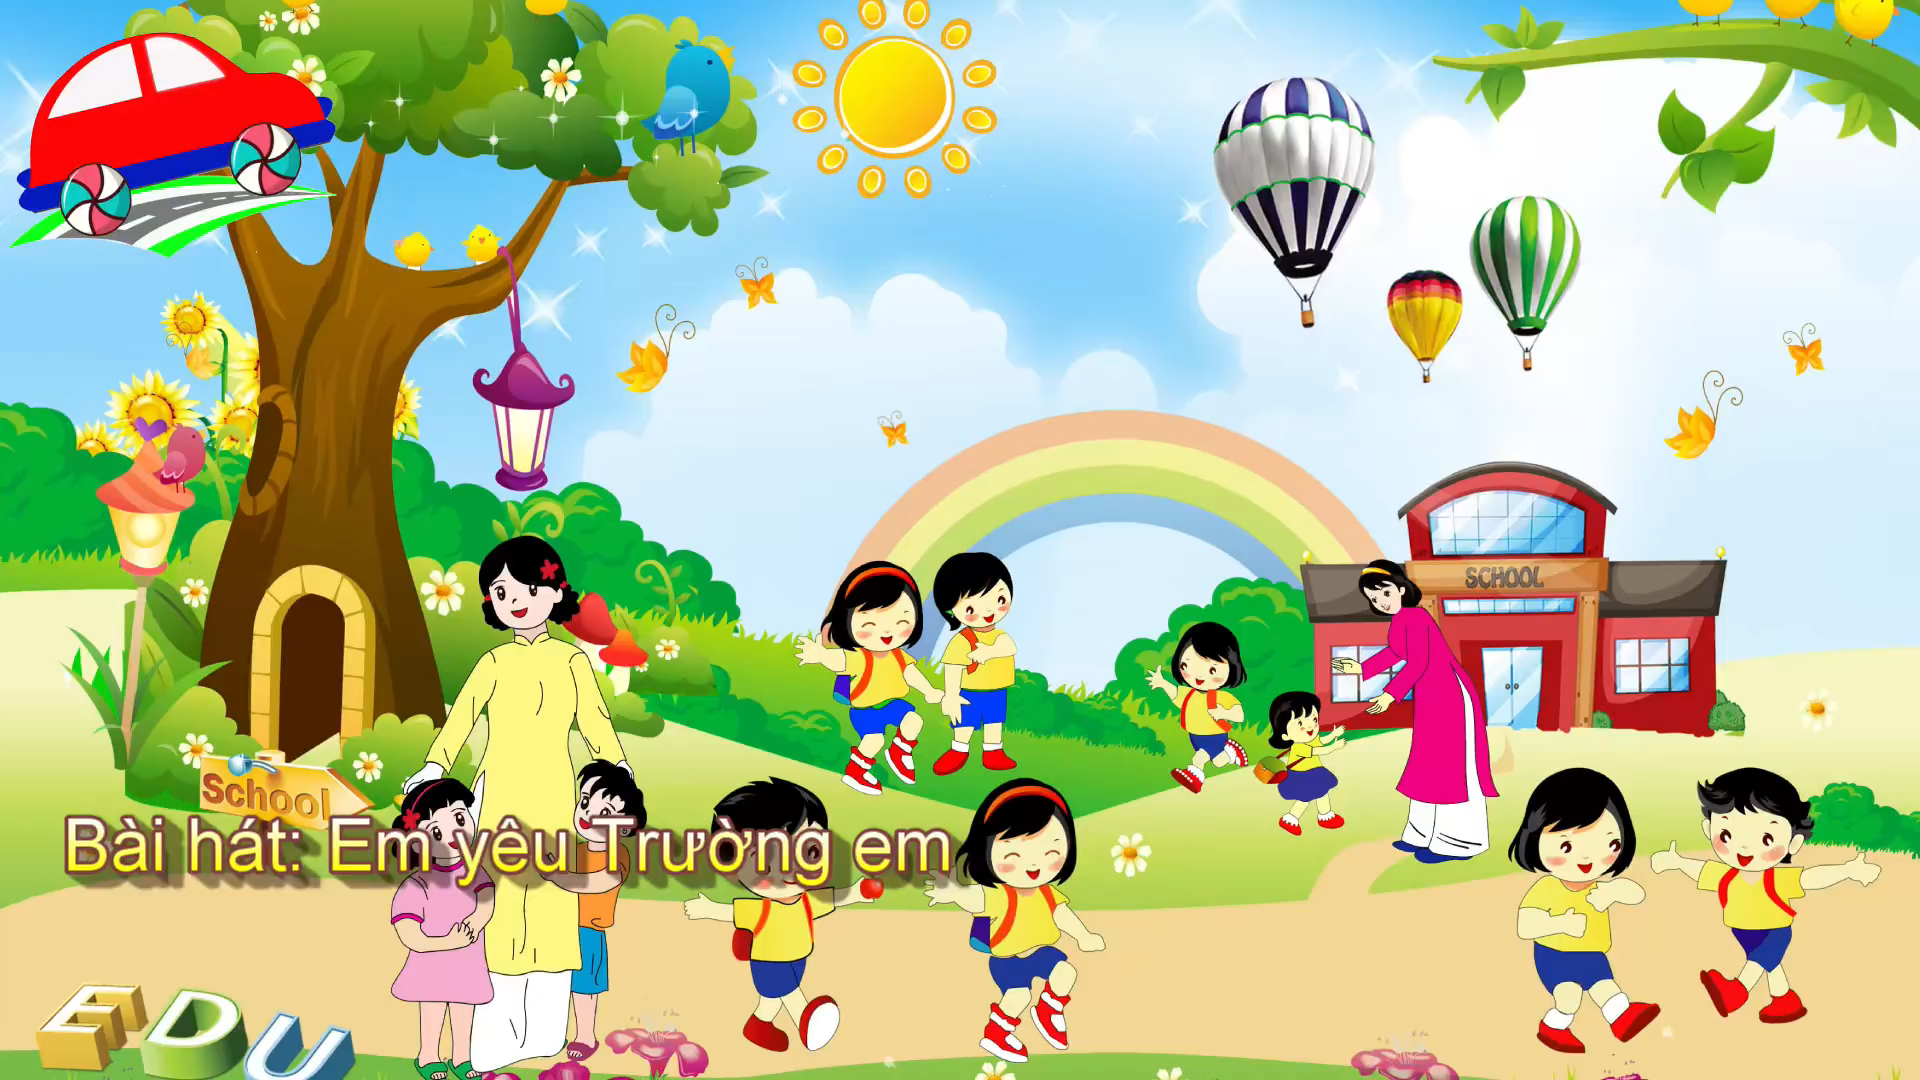 SCHOOL
School
Bài hát: Em yêu Trường em
EDU